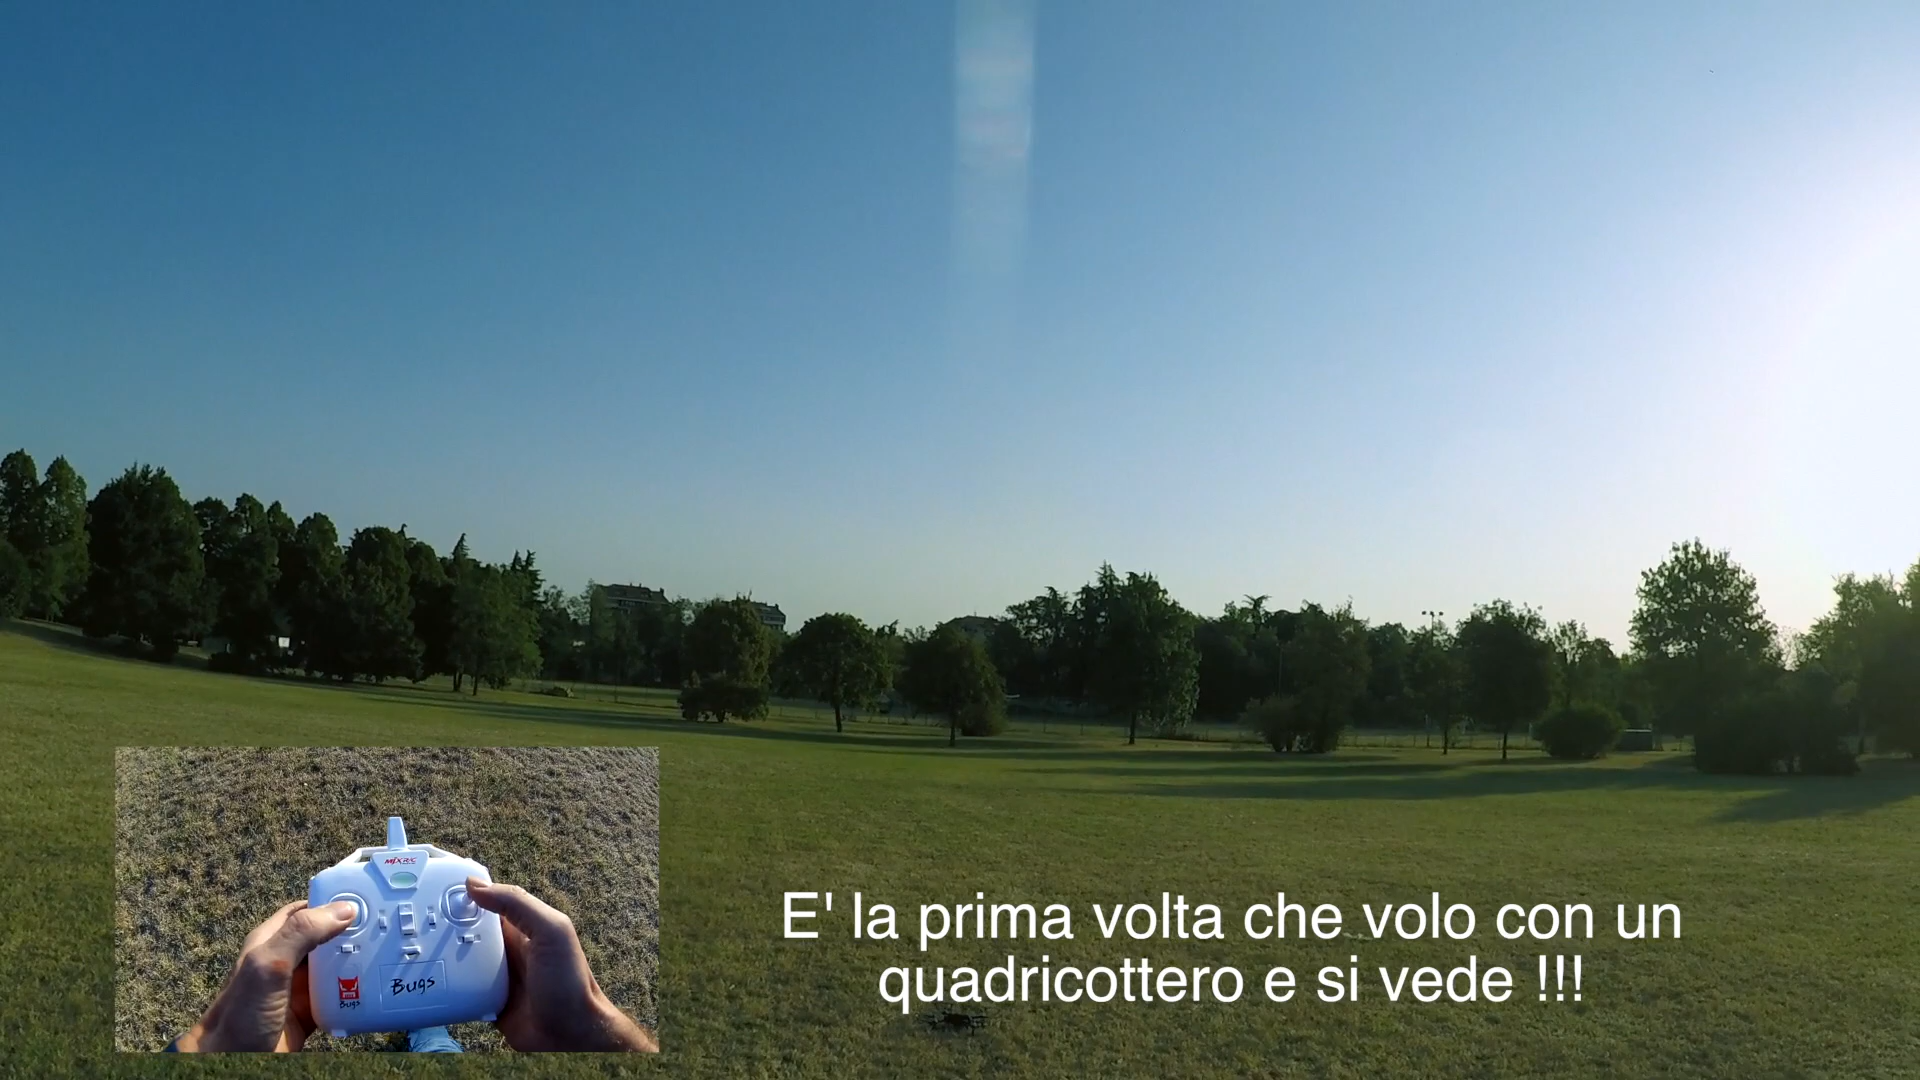 MJX R/C
Bugs
Bugs
E' la prima volta che volo con un
quadricottero e si vede !!!